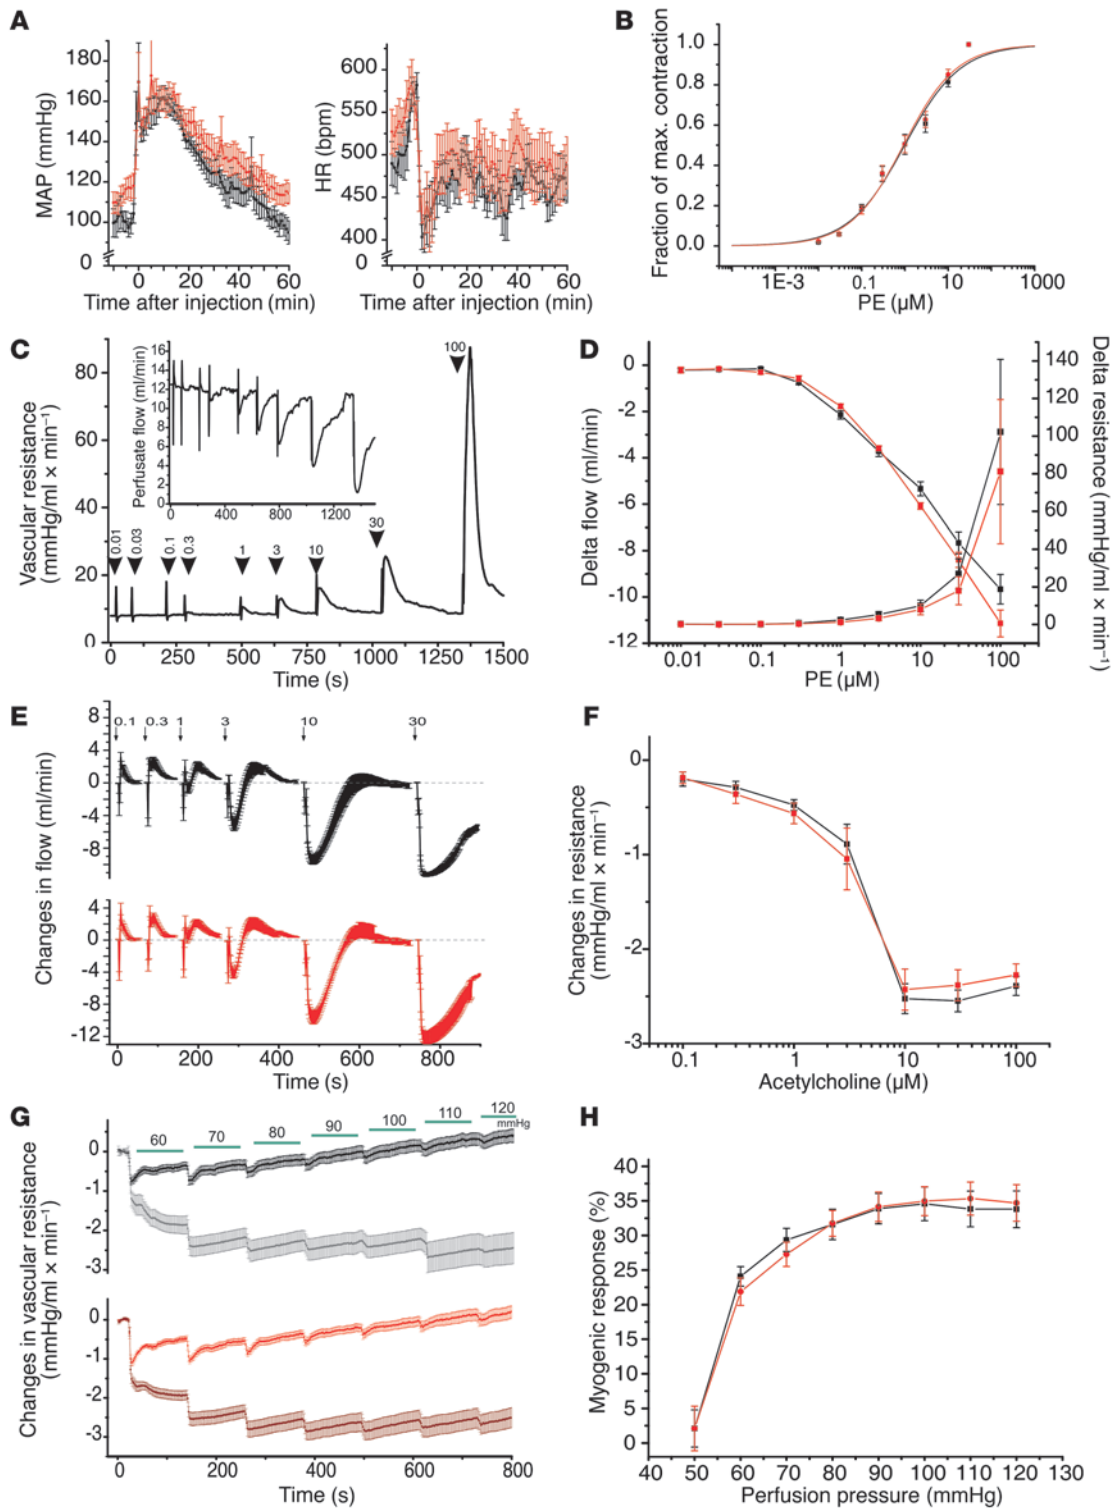 A
MAP (mmHg)
180
160
140
120
100
0
0 20 40 60
Time after injection (min)
HR (bpm)
600
550
500
450
400
0
0 20 40 60
Time after injection (min)
B
Fraction of max. contraction
1.0
0.8
0.6
0.4
0.2
0.0
1E-3 0.1 10 1000
PE (µM)
C
Vascular resistance
(mmHg/ml × min⁻¹)
80
60
40
20
0
Perfusate flow (ml/min)
16
14
12
10
8
6
4
2
0
0 400 800 1200
0.01 0.03 0.1 0.3 1 3 10 30 100
0 250 500 750 1000 1250 1500
Time (s)
D
Delta flow (ml/min)
0
-2
-4
-6
-8
-10
-12
Delta resistance (mmHg/ml × min⁻¹)
140
120
100
80
60
40
20
0
0.01 0.1 1 10 100
PE (µM)
E
Changes in flow (ml/min)
0.1 0.3 1 3 10 30
8
4
0
-4
-8
4
0
-4
-8
-12
0 200 400 600 800
Time (s)
F
Changes in resistance
(mmHg/ml × min⁻¹)
0
-1
-2
-3
0.1 1 10 100
Acetylcholine (µM)
G
Changes in vascular resistance
(mmHg/ml × min⁻¹)
60 70 80 90 100 110 120
mmHg
0
-1
-2
-3
0
-1
-2
-3
0 200 400 600 800
Time (s)
H
Myogenic response (%)
40
35
30
25
20
15
10
5
0
40 50 60 70 80 90 100 110 120 130
Perfusion pressure (mmHg)